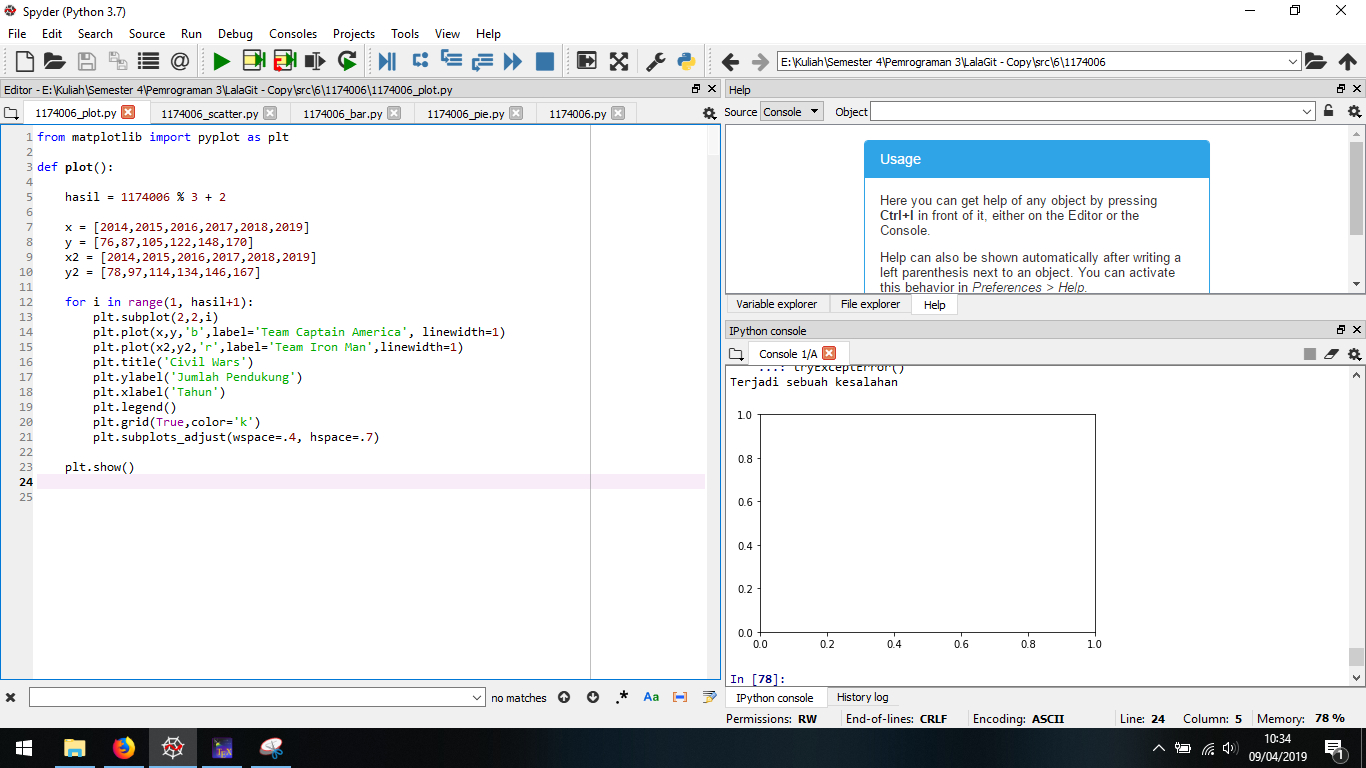 Spyder (Python 3.7)
File Edit Search Source Run Debug Consoles Projects Tools View Help
E:\Kuliah\Semester 4\Pemrograman 3\LalaGit - Copy\src\6\1174006
Editor - E:\Kuliah\Semester 4\Pemrograman 3\LalaGit - Copy\src\6\1174006\1174006_plot.py
1174006_plot.py 1174006_scatter.py 1174006_bar.py 1174006_pie.py 1174006.py
1 from matplotlib import pyplot as plt
2
3 def plot():
4
5     hasil = 1174006 % 3 + 2
6
7     x = [2014,2015,2016,2017,2018,2019]
8     y = [76,87,105,122,148,170]
9     x2 = [2014,2015,2016,2017,2018,2019]
10     y2 = [78,97,114,134,146,167]
11
12     for i in range(1, hasil+1):
13         plt.subplot(2,2,i)
14         plt.plot(x,y,'b',label='Team Captain America', linewidth=1)
15         plt.plot(x2,y2,'r',label='Team Iron Man',linewidth=1)
16         plt.title('Civil Wars')
17         plt.ylabel('Jumlah Pendukung')
18         plt.xlabel('Tahun')
19         plt.legend()
20         plt.grid(True,color='k')
21         plt.subplots_adjust(wspace=.4, hspace=.7)
22
23     plt.show()
24
25
no matches .* Aa
Help
Source Console Object
Usage
Here you can get help of any object by pressing
Ctrl+I in front of it, either on the Editor or the
Console.
Help can also be shown automatically after writing a
left parenthesis next to an object. You can activate
this behavior in Preferences > Help.
Variable explorer File explorer Help
IPython console
Console 1/A
...: tryExceptError()
Terjadi sebuah kesalahan
1.0
0.8
0.6
0.4
0.2
0.0
0.0 0.2 0.4 0.6 0.8 1.0
In [78]:
IPython console History log
Permissions: RW End-of-lines: CRLF Encoding: ASCII Line: 24 Column: 5 Memory: 78 %
10:34
09/04/2019
1